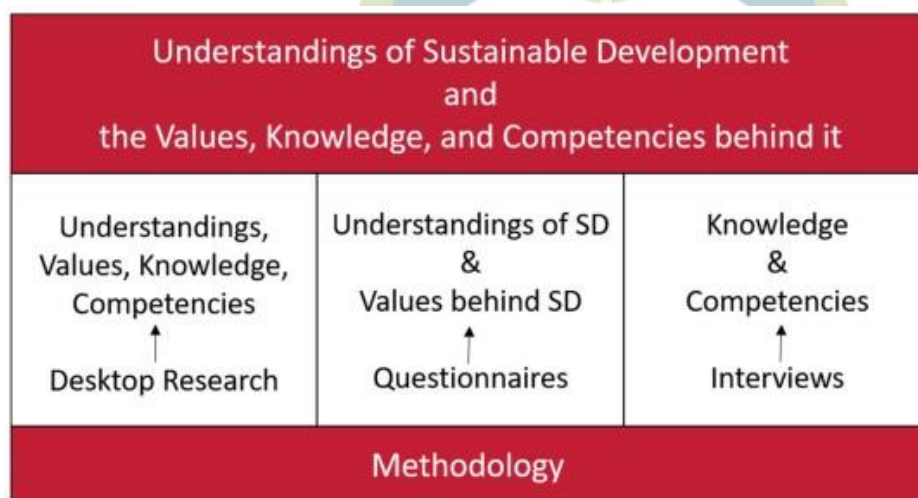 Understandings of Sustainable Development
and
the Values, Knowledge, and Competencies behind it
Understandings,
Values, Knowledge,
Competencies
Desktop Research
Understandings of SD
&
Values behind SD
Questionnaires
Knowledge
&
Competencies
Interviews
Methodology